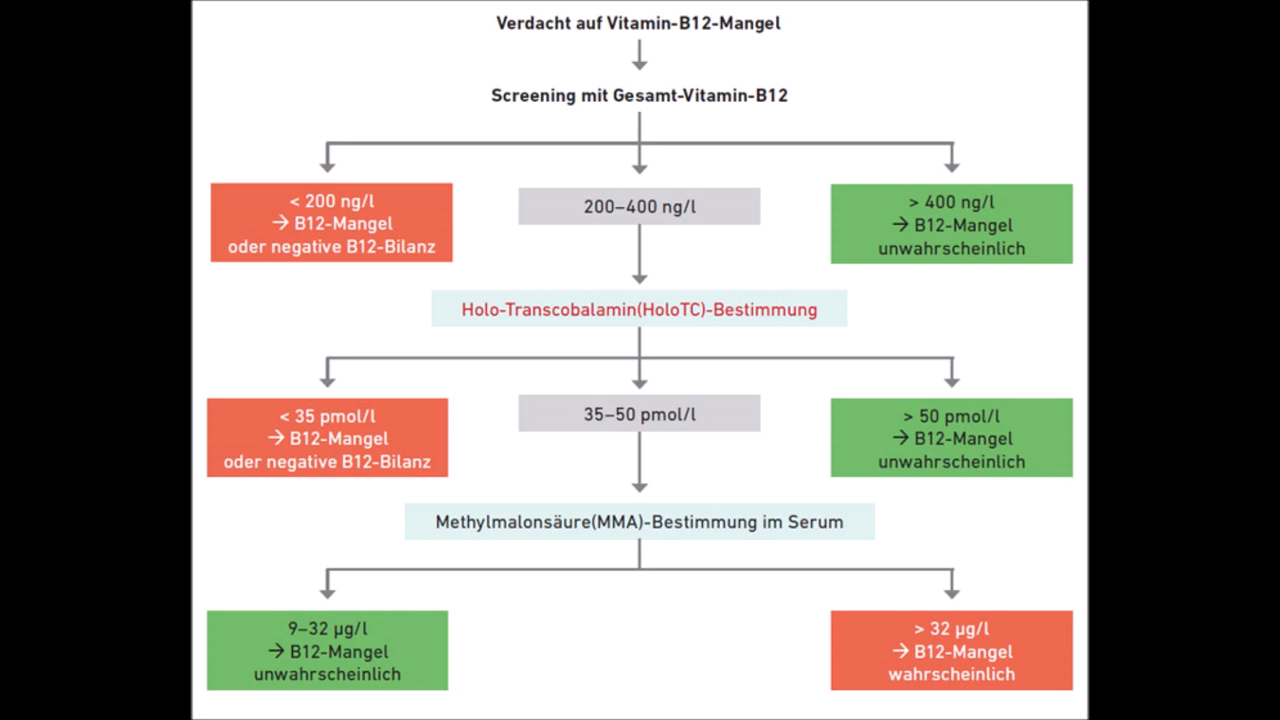 Verdacht auf Vitamin-B12-Mangel
Screening mit Gesamt-Vitamin-B12
< 200 ng/l
→ B12-Mangel
oder negative B12-Bilanz
200–400 ng/l
> 400 ng/l
→ B12-Mangel
unwahrscheinlich
Holo-Transcobalamin(HoloTC)-Bestimmung
< 35 pmol/l
→ B12-Mangel
oder negative B12-Bilanz
35–50 pmol/l
> 50 pmol/l
→ B12-Mangel
unwahrscheinlich
Methylmalonsäure(MMA)-Bestimmung im Serum
9–32 µg/l
→ B12-Mangel
unwahrscheinlich
> 32 µg/l
→ B12-Mangel
wahrscheinlich